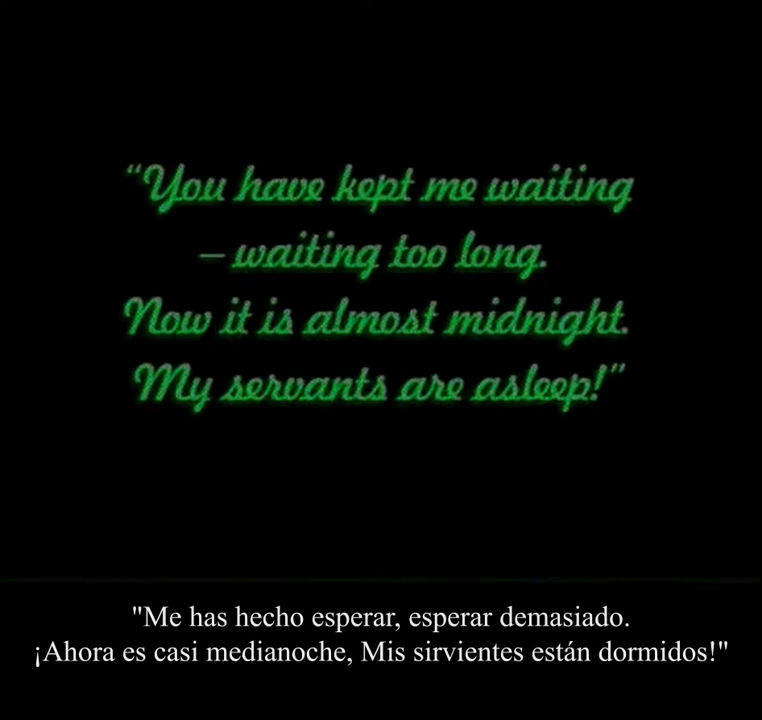 “You have kept me waiting
– waiting too long.
Now it is almost midnight.
My servants are asleep!”
"Me has hecho esperar, esperar demasiado.
¡Ahora es casi medianoche, Mis sirvientes están dormidos!"